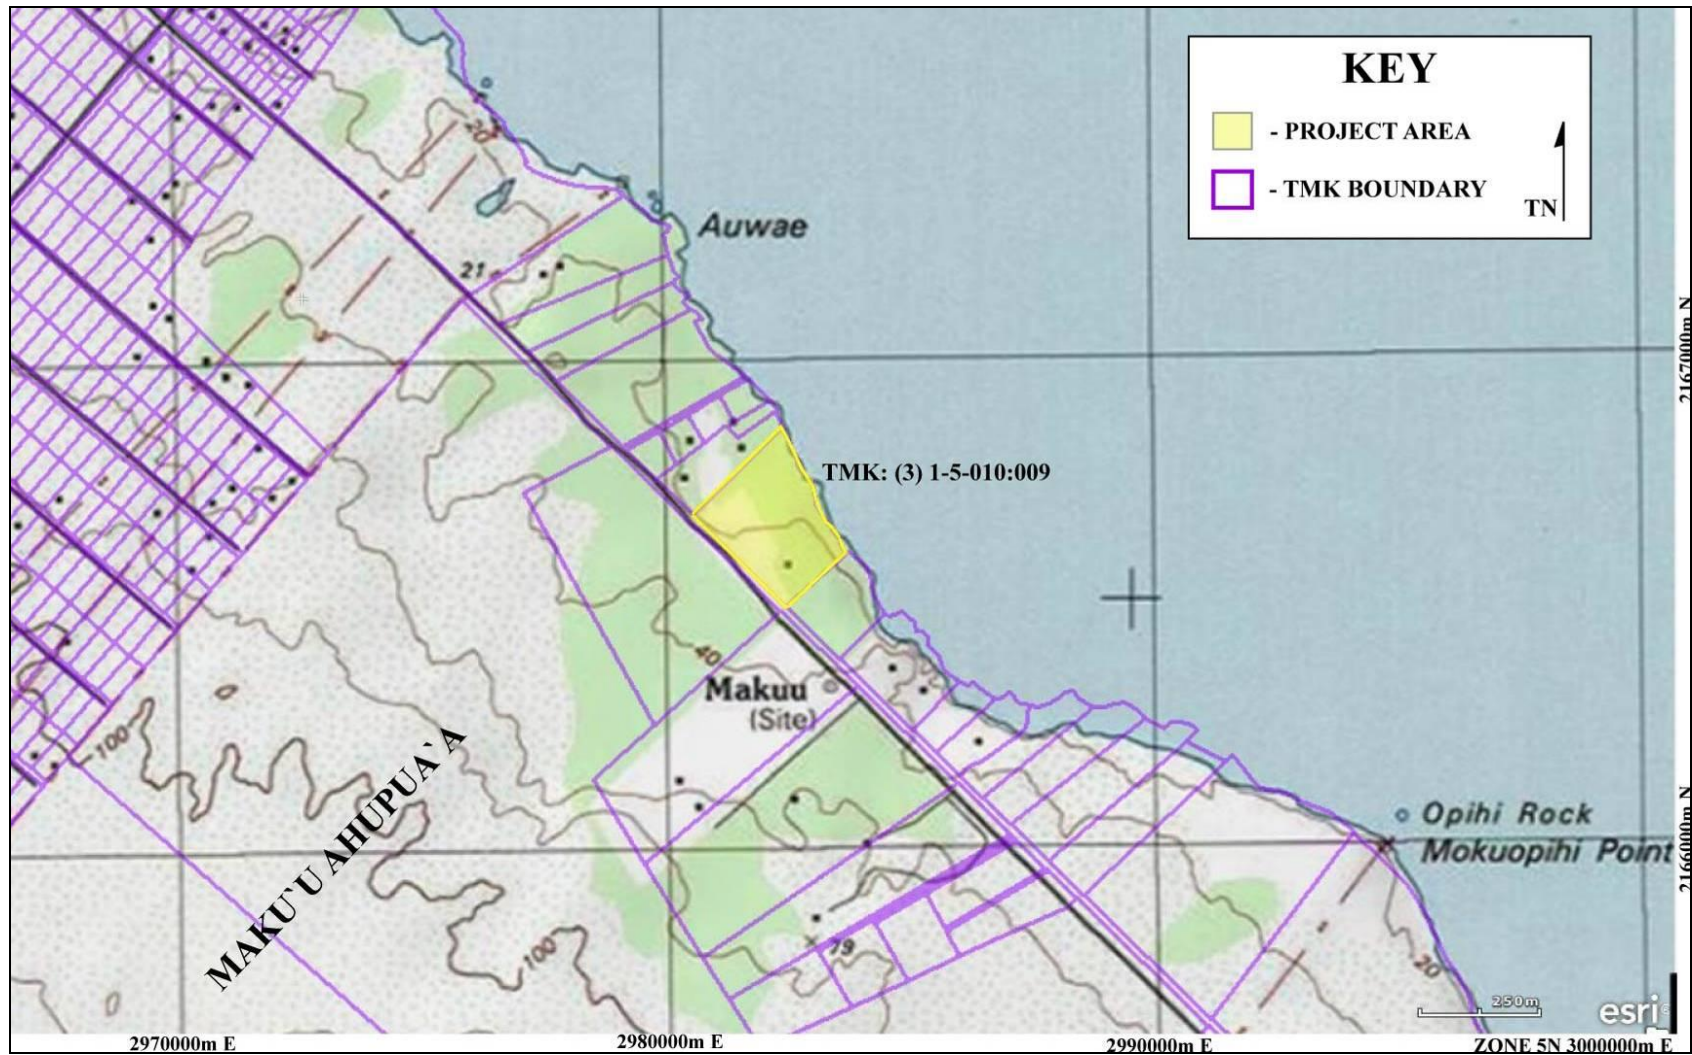 KEY
- PROJECT AREA
- TMK BOUNDARY
TN
20
Auwae
21
2167000m N
TMK: (3) 1-5-010:009
40
Makuu
(Site)
100
MAKU`U AHUPUA`A
2166000m N
Opihi Rock
Mokuopihi Point
79
100
20
250m
esri
2970000m E
2980000m E
2990000m E
ZONE 5N 3000000m E